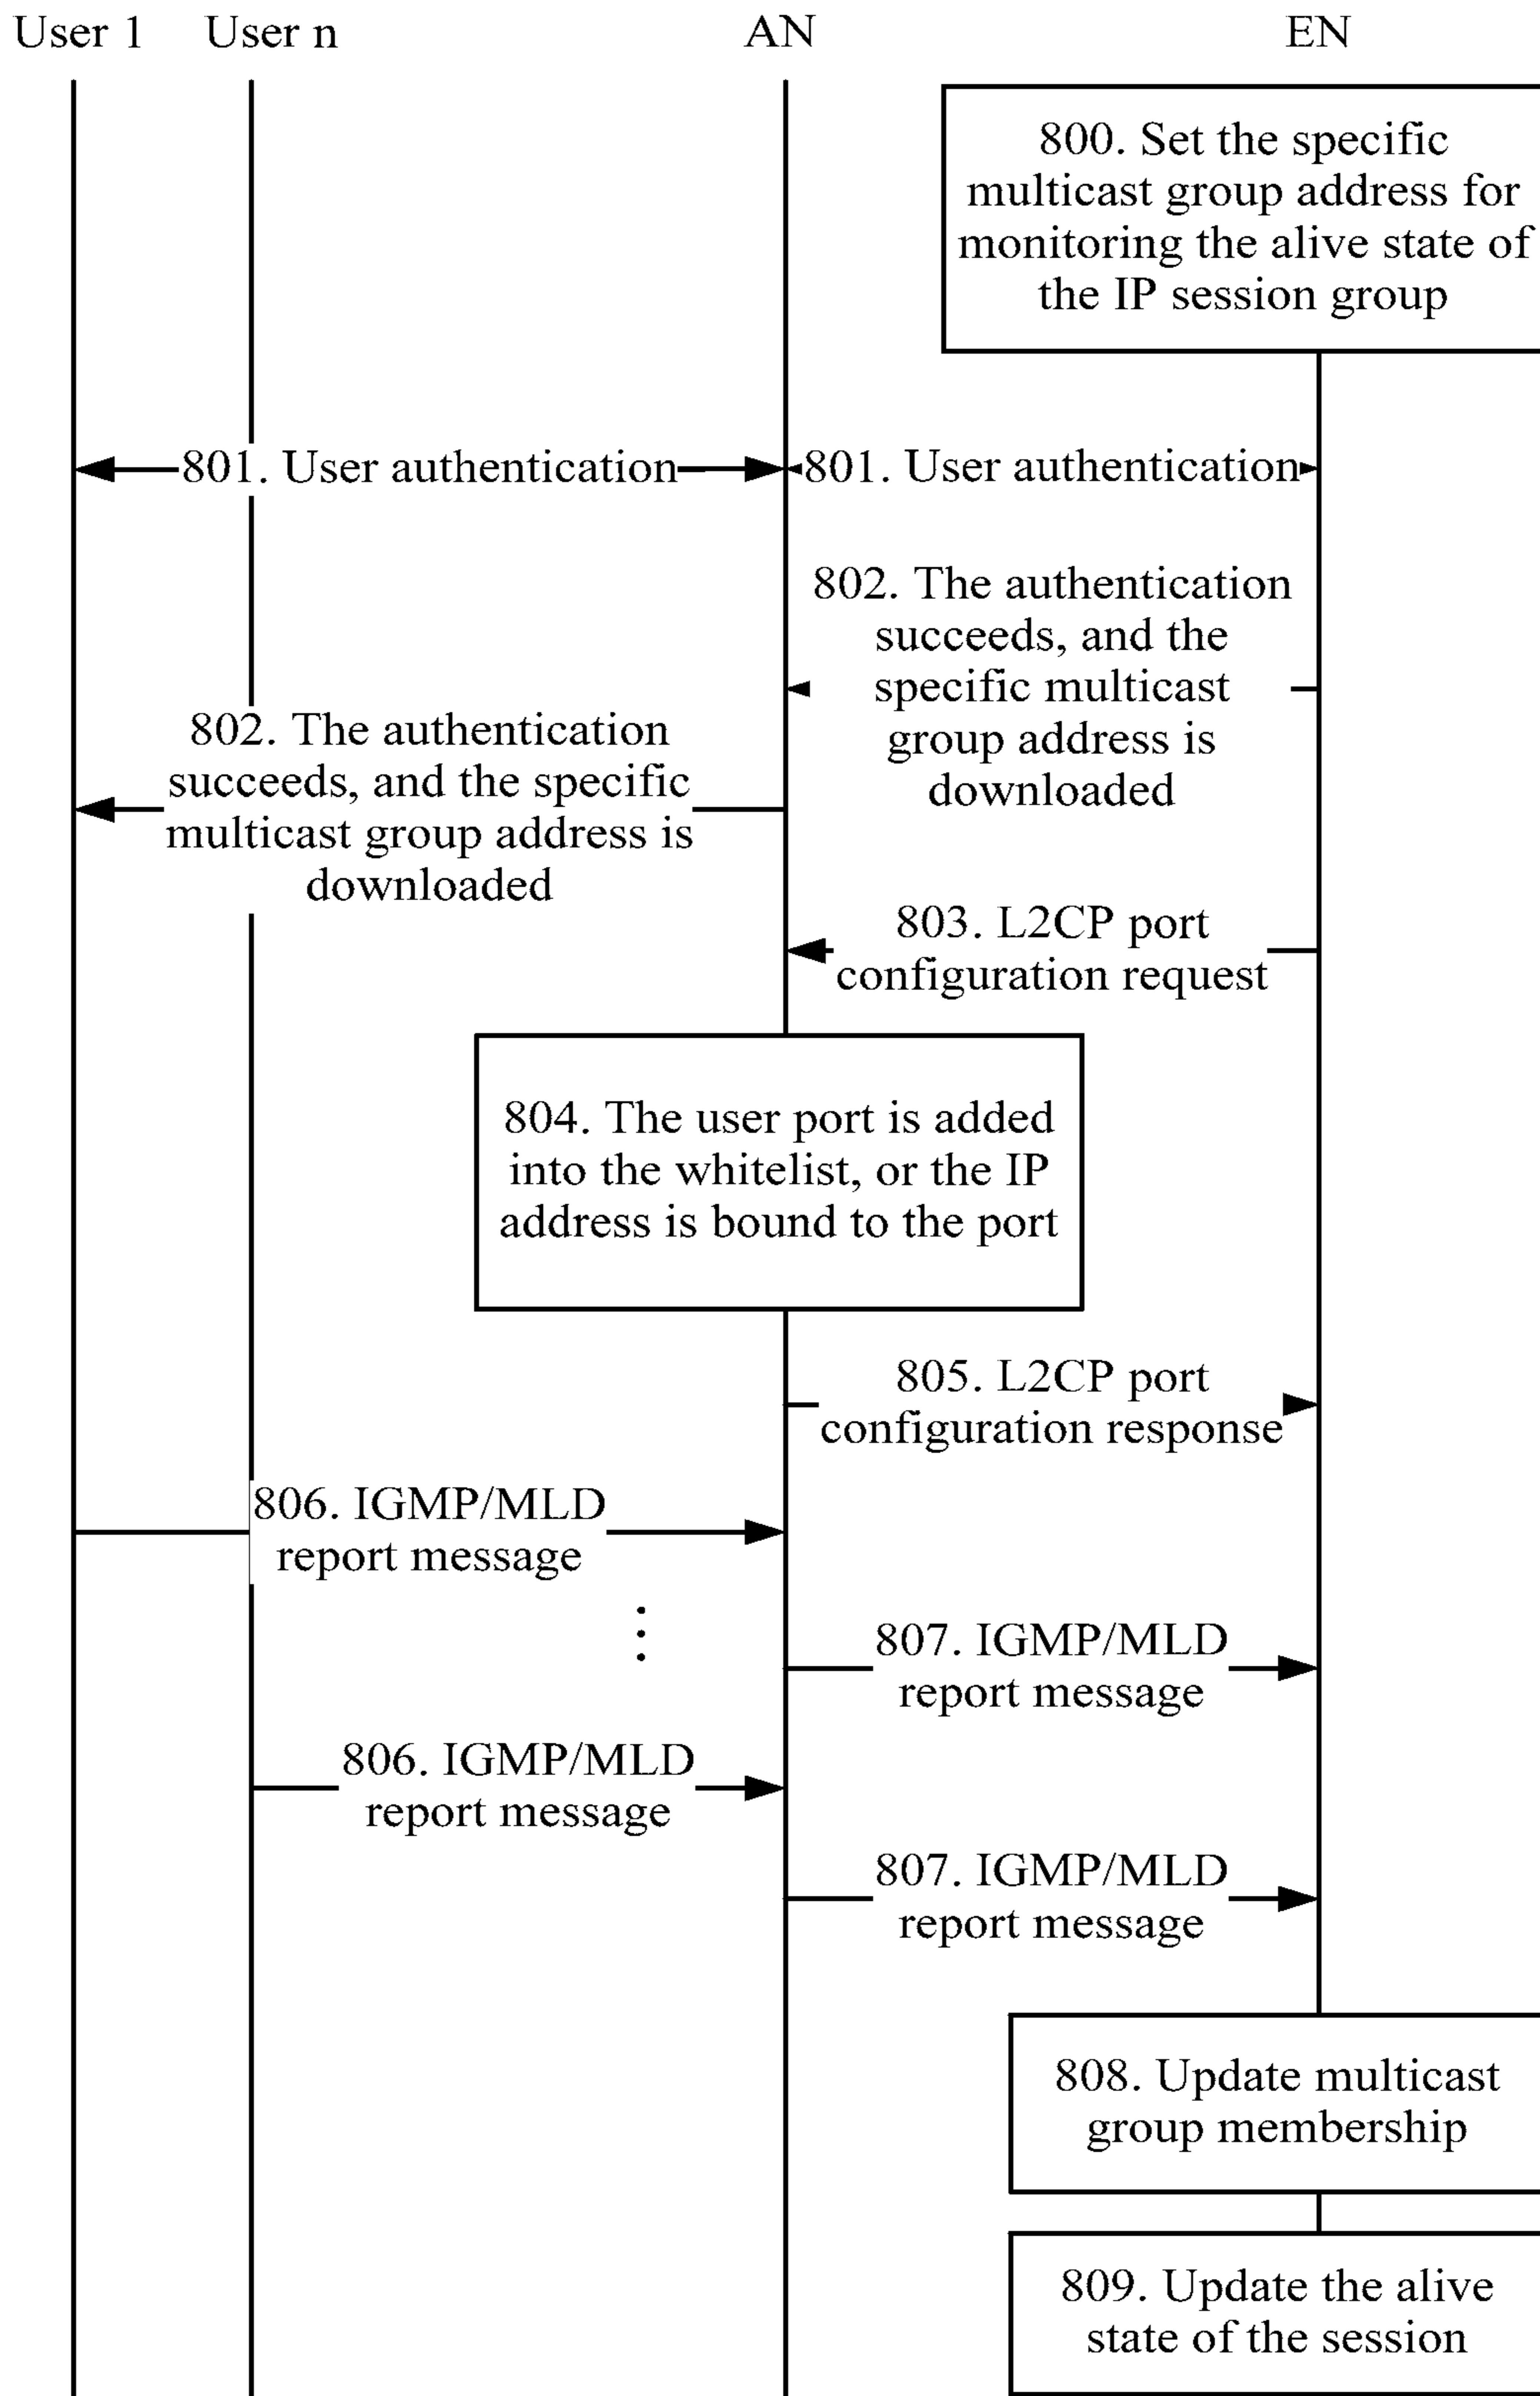 User 1
User n
AN
EN
800. Set the specific
multicast group address for
monitoring the alive state of
the IP session group
801. User authentication
801. User authentication
802. The authentication
succeeds, and the
specific multicast
group address is
downloaded
802. The authentication
succeeds, and the specific
multicast group address is
downloaded
803. L2CP port
configuration request
804. The user port is added
into the whitelist, or the IP
address is bound to the port
805. L2CP port
configuration response
806. IGMP/MLD
report message
807. IGMP/MLD
report message
806. IGMP/MLD
report message
807. IGMP/MLD
report message
808. Update multicast
group membership
809. Update the alive
state of the session